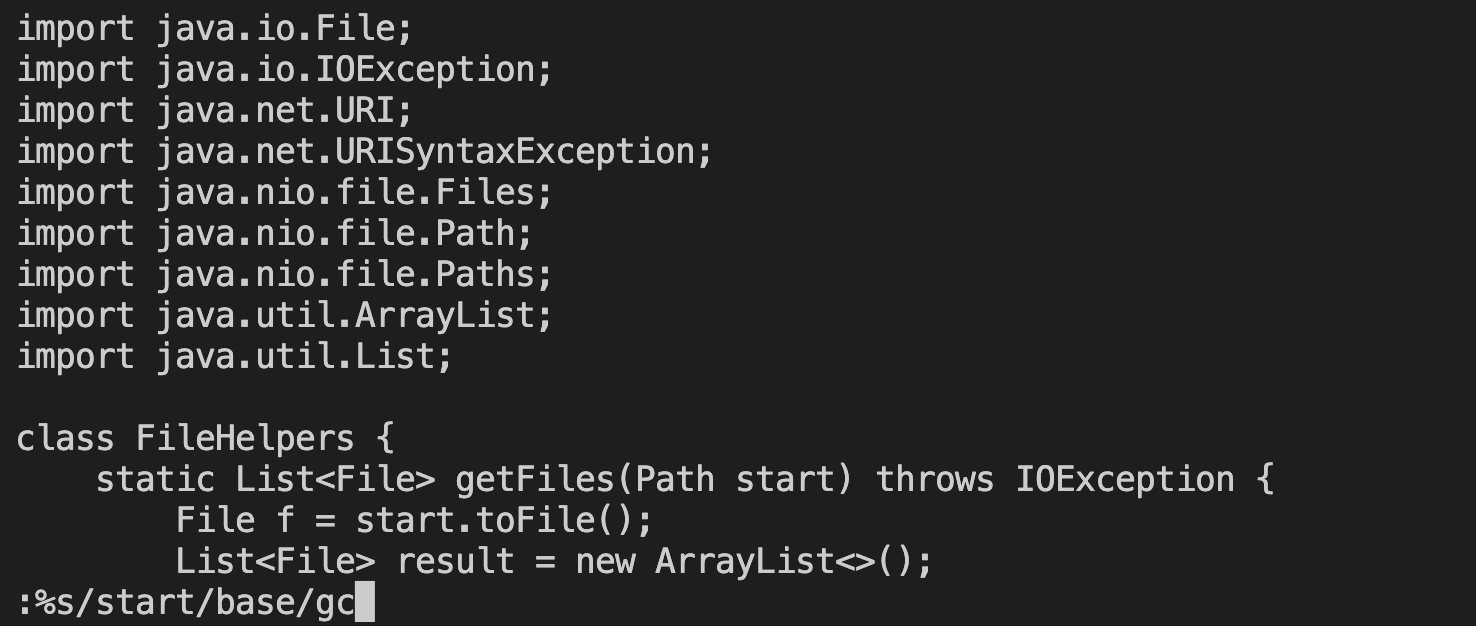 import java.io.File;
import java.io.IOException;
import java.net.URI;
import java.net.URISyntaxException;
import java.nio.file.Files;
import java.nio.file.Path;
import java.nio.file.Paths;
import java.util.ArrayList;
import java.util.List;

class FileHelpers {
    static List<File> getFiles(Path start) throws IOException {
        File f = start.toFile();
        List<File> result = new ArrayList<>();
:%s/start/base/gc